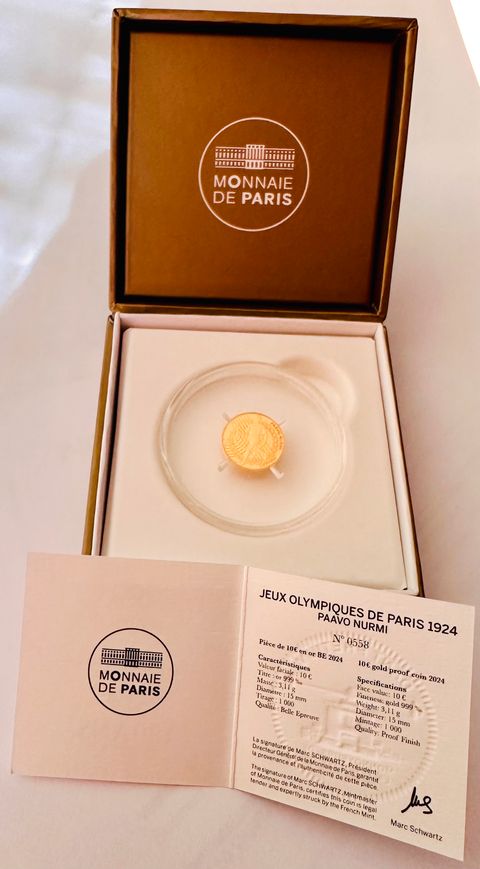 MONNAIE
DE PARIS
MONNAIE
DE PARIS
JEUX OLYMPIQUES DE PARIS 1924
PAAVO NURMI
N° 0558
Pièce de 10€ en or BE 2024
Caractéristiques
Valeur faciale : 10 €
Titre : or 999 ‰
Masse : 3,11 g
Diamètre : 15 mm
Tirage : 1 000
Qualité : Belle Epreuve
10€ gold proof coin 2024
Specifications
Face value: 10 €
Fineness: gold 999 ‰
Weight: 3,11 g
Diameter: 15 mm
Mintage: 1 000
Quality: Proof Finish
La signature de Marc SCHWARTZ, Président
Directeur Général de la Monnaie de Paris, garantit
la provenance et l'authenticité de cette pièce.
The signature of Marc SCHWARTZ, Mintmaster
of Monnaie de Paris, certifies this coin is legal
tender and expertly struck by the French Mint.
Marc Schwartz